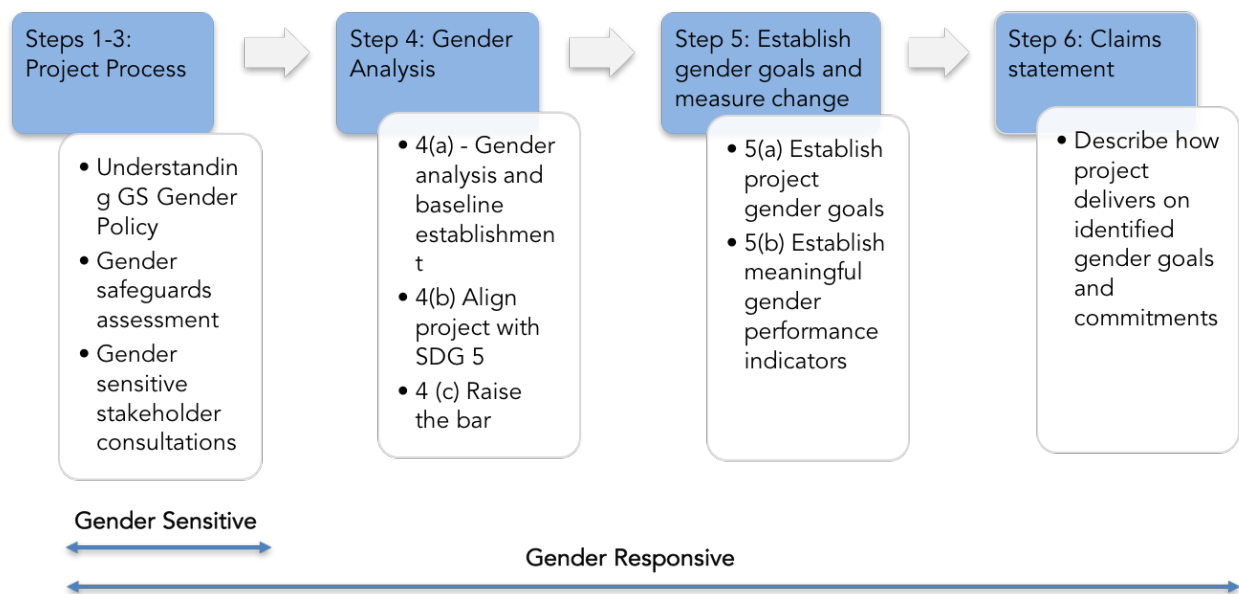 Steps 1-3:
Project Process
• Understandin
g GS Gender
Policy
• Gender
safeguards
assessment
• Gender
sensitive
stakeholder
consultations
Step 4: Gender
Analysis
• 4(a) - Gender
analysis and
baseline
establishmen
t
• 4(b) Align
project with
SDG 5
• 4 (c) Raise
the bar
Step 5: Establish
gender goals and
measure change
• 5(a) Establish
project
gender goals
• 5(b) Establish
meaningful
gender
performance
indicators
Step 6: Claims
statement
• Describe how
project
delivers on
identified
gender goals
and
commitments
Gender Sensitive
Gender Responsive